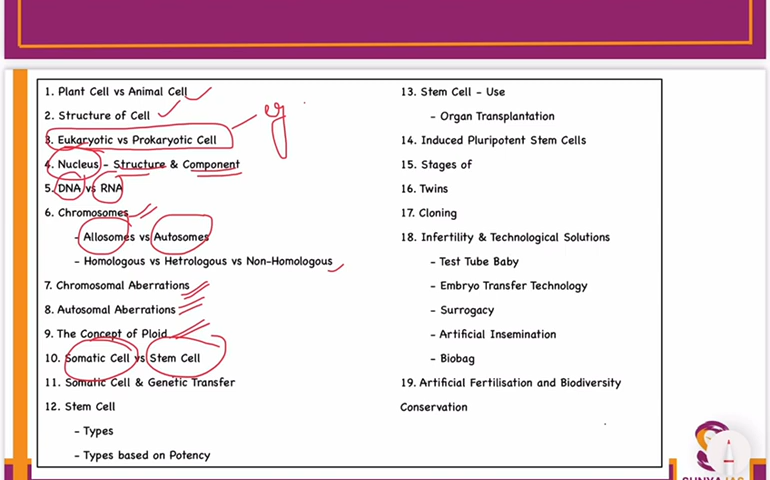 1. Plant Cell vs Animal Cell
2. Structure of Cell
3. Eukaryotic vs Prokaryotic Cell
eg
4. Nucleus - Structure & Component
5. DNA vs RNA
6. Chromosomes
- Allosomes vs Autosomes
- Homologous vs Hetrologous vs Non-Homologous
7. Chromosomal Aberrations
8. Autosomal Aberrations
9. The Concept of Ploid
10. Somatic Cell vs Stem Cell
11. Somatic Cell & Genetic Transfer
12. Stem Cell
- Types
- Types based on Potency
13. Stem Cell - Use
- Organ Transplantation
14. Induced Pluripotent Stem Cells
15. Stages of
16. Twins
17. Cloning
18. Infertility & Technological Solutions
- Test Tube Baby
- Embryo Transfer Technology
- Surrogacy
- Artificial Insemination
- Biobag
19. Artificial Fertilisation and Biodiversity
Conservation